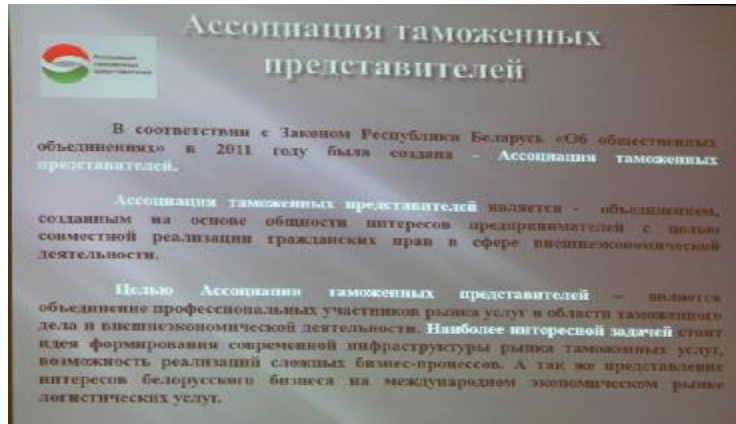 Ассоциация таможенных
представителей
Ассоциация
таможенных
представителей
В соответствии с Законом Республики Беларусь «Об общественных
объединениях» в 2011 году была создана - Ассоциация таможенных
представителей.
Ассоциация таможенных представителей является - объединением,
созданным на основе общности интересов предпринимателей с целью
совместной реализации гражданских прав в сфере внешнеэкономической
деятельности.
Целью Ассоциации таможенных представителей – является
объединение профессиональных участников рынка услуг в области таможенного
дела и внешнеэкономической деятельности. Наиболее интересной задачей стоит
идея формирования современной инфраструктуры рынка таможенных услуг,
возможность реализаций сложных бизнес-процессов. А так же представление
интересов белорусского бизнеса на международном экономическом рынке
логистических услуг.